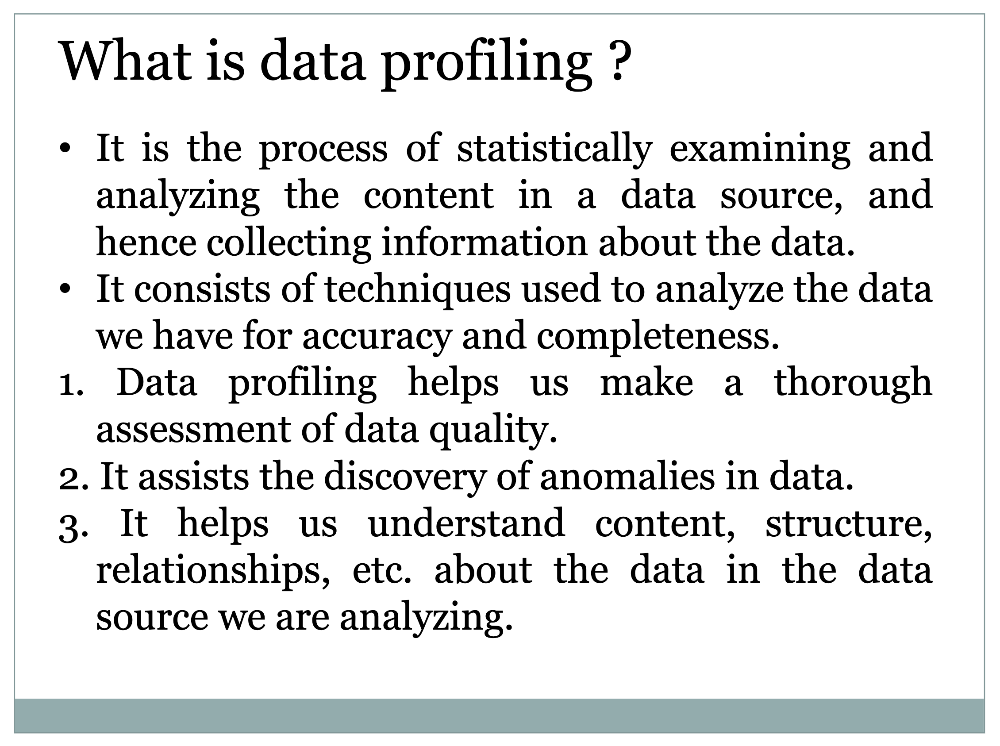 What is data profiling ?
• It is the process of statistically examining and
analyzing the content in a data source, and
hence collecting information about the data.
• It consists of techniques used to analyze the data
we have for accuracy and completeness.
1. Data profiling helps us make a thorough
assessment of data quality.
2. It assists the discovery of anomalies in data.
3. It helps us understand content, structure,
relationships, etc. about the data in the data
source we are analyzing.